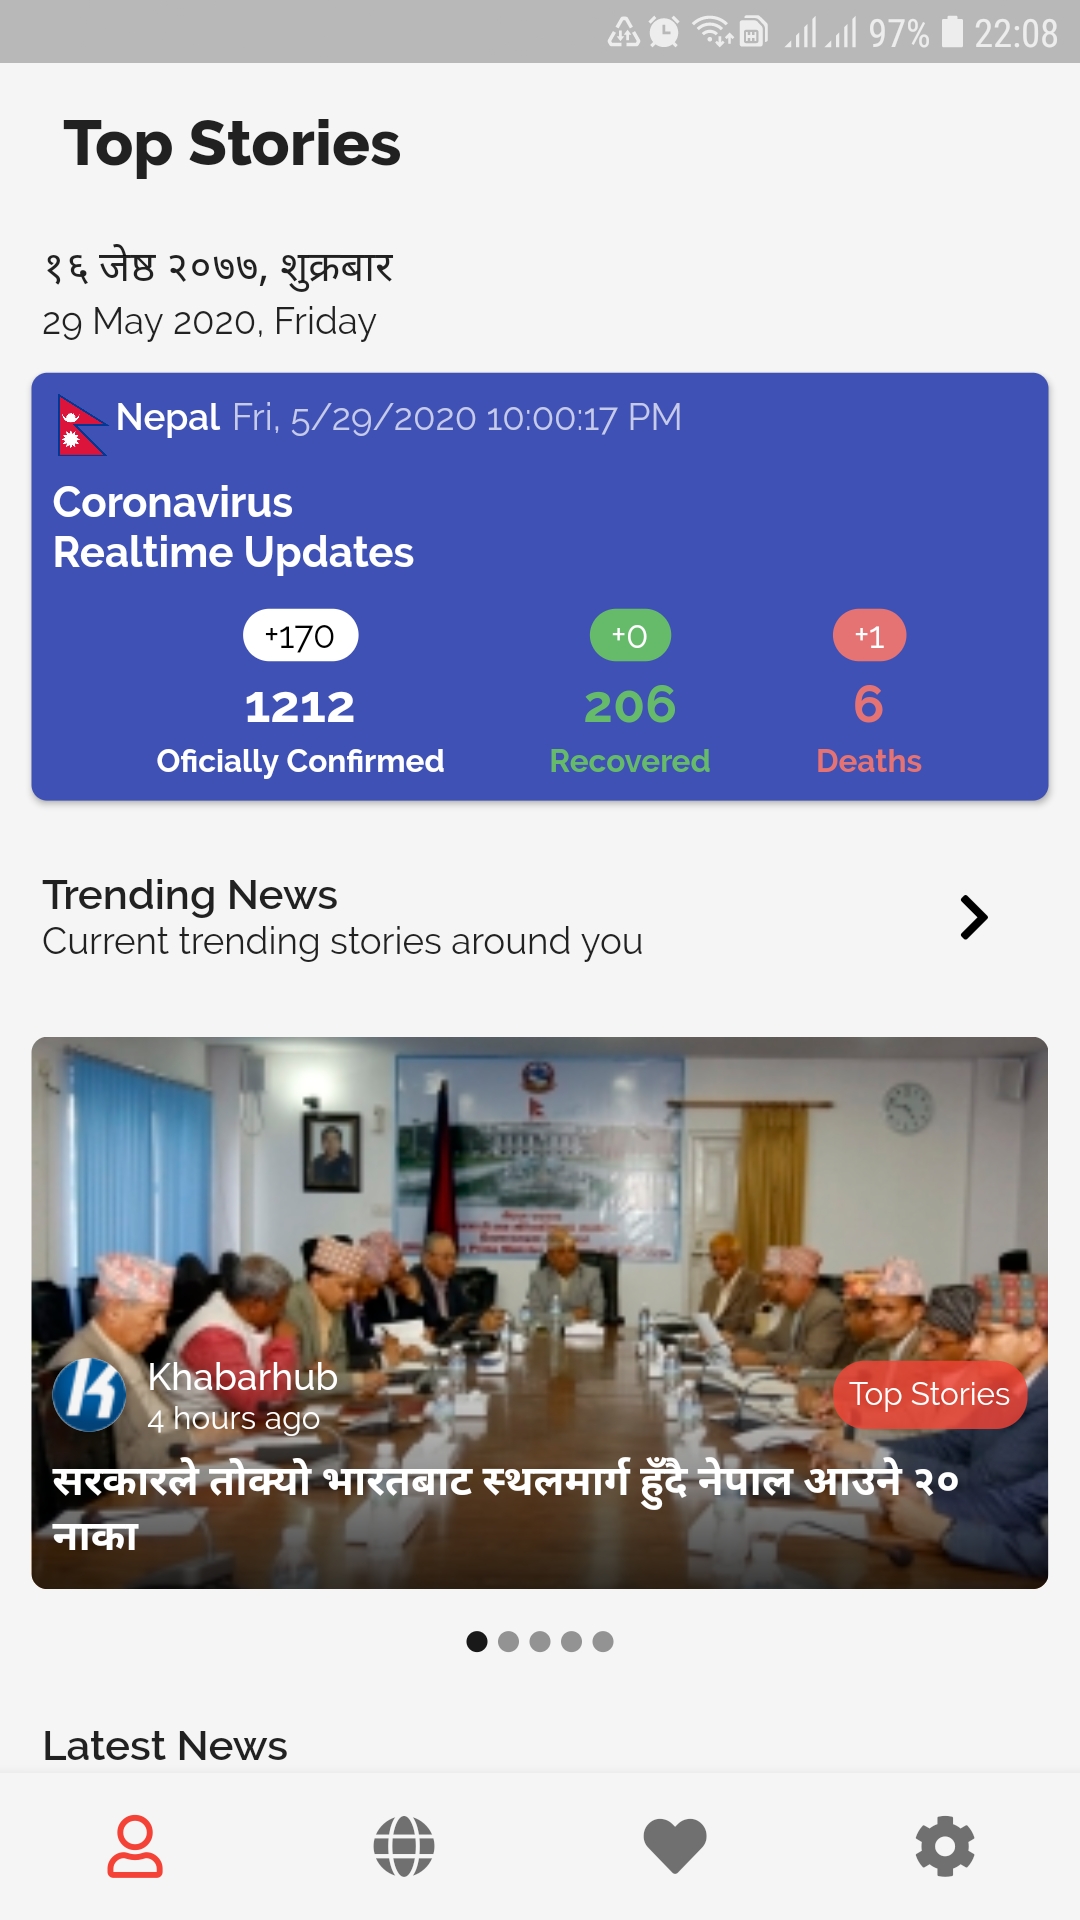 97% 22:08
Top Stories
१६ जेष्ठ २०७७, शुक्रबार
29 May 2020, Friday
Nepal Fri, 5/29/2020 10:00:17 PM
Coronavirus
Realtime Updates
+170 +0 +1
1212 206 6
Oficially Confirmed Recovered Deaths
Trending News
Current trending stories around you
Khabarhub
4 hours ago
Top Stories
सरकारले तोक्यो भारतबाट स्थलमार्ग हुँदै नेपाल आउने २०
नाका
Latest News